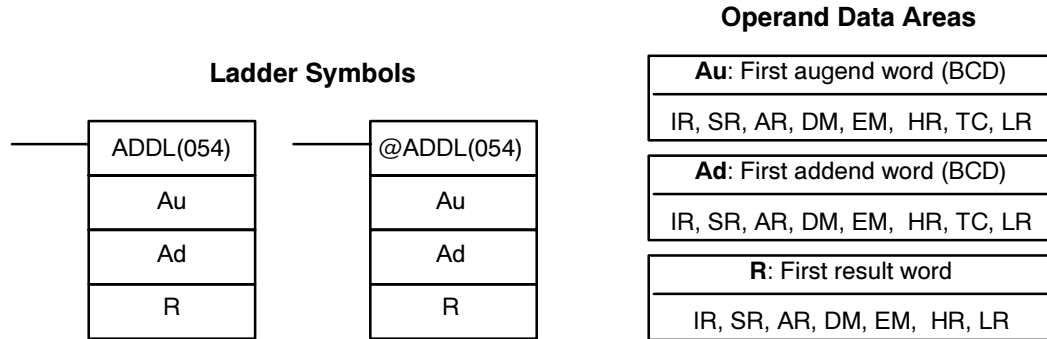 Ladder Symbols
ADDL(054)
Au
Ad
R
@ADDL(054)
Au
Ad
R
Operand Data Areas
Au: First augend word (BCD)
IR, SR, AR, DM, EM, HR, TC, LR
Ad: First addend word (BCD)
IR, SR, AR, DM, EM, HR, TC, LR
R: First result word
IR, SR, AR, DM, EM, HR, LR